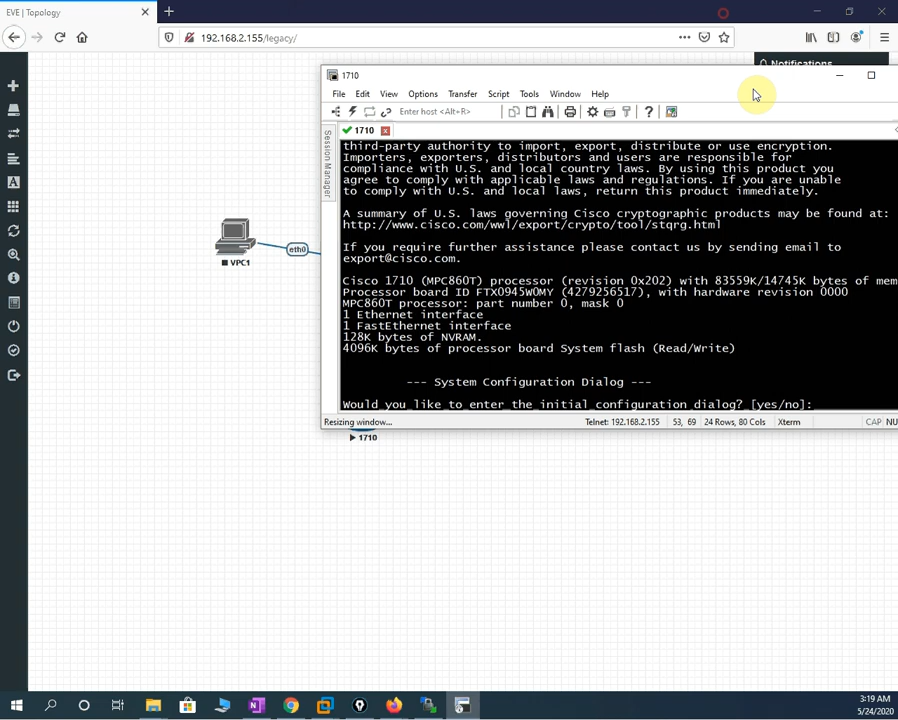 EVE | Topology
192.168.2.155/legacy/
Notifications
1710
File Edit View Options Transfer Script Tools Window Help
Enter host <Alt+R>
1710
Session Manager
third-party authority to import, export, distribute or use encryption.
Importers, exporters, distributors and users are responsible for
compliance with U.S. and local country laws. By using this product you
agree to comply with applicable laws and regulations. If you are unable
to comply with U.S. and local laws, return this product immediately.
A summary of U.S. laws governing Cisco cryptographic products may be found at:
http://www.cisco.com/wwl/export/crypto/tool/stqrg.html
If you require further assistance please contact us by sending email to
export@cisco.com.
Cisco 1710 (MPC860T) processor (revision 0x202) with 83559K/14745K bytes of mem
Processor board ID FTX0945W0MY (4279256517), with hardware revision 0000
MPC860T processor: part number 0, mask 0
1 Ethernet interface
1 FastEthernet interface
128K bytes of NVRAM.
4096K bytes of processor board System flash (Read/Write)
--- System Configuration Dialog ---
Would you like to enter the initial configuration dialog? [yes/no]:
Resizing window... Telnet: 192.168.2.155 53, 69 24 Rows, 80 Cols Xterm CAP NU
VPC1
eth0
1710
3:19 AM
5/24/2020